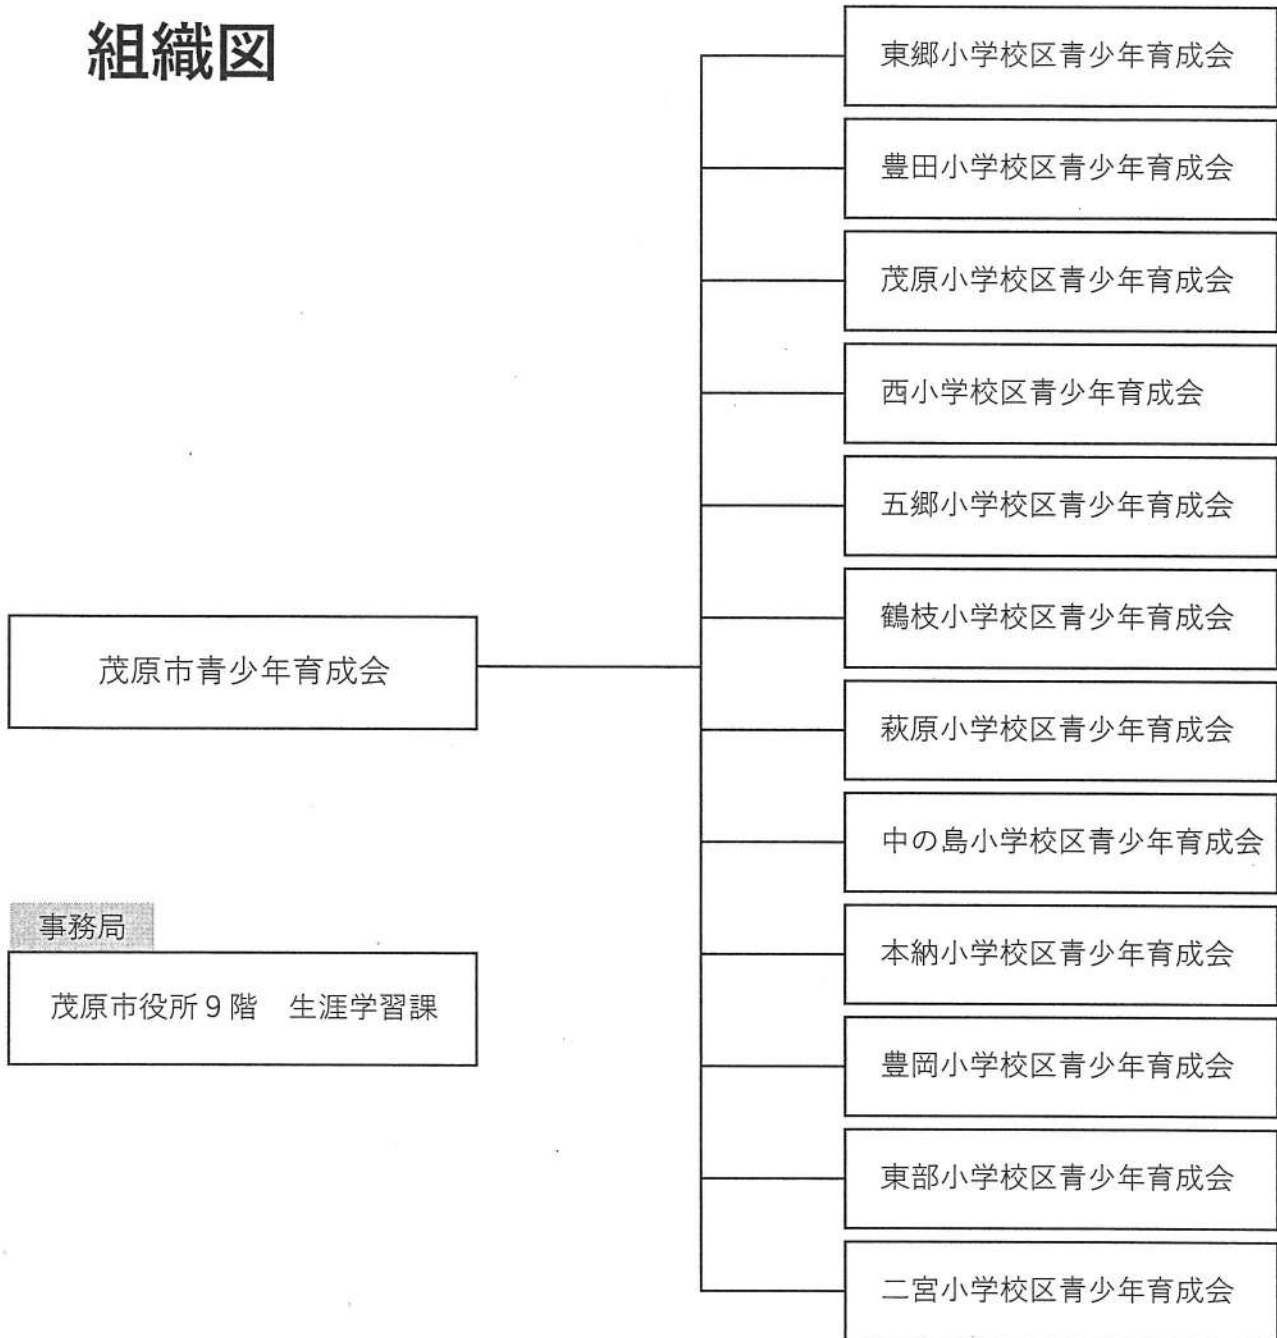 組織図
東郷小学校区青少年育成会
豊田小学校区青少年育成会
茂原小学校区青少年育成会
西小学校区青少年育成会
五郷小学校区青少年育成会
鶴枝小学校区青少年育成会
萩原小学校区青少年育成会
中の島小学校区青少年育成会
本納小学校区青少年育成会
豊岡小学校区青少年育成会
東部小学校区青少年育成会
二宮小学校区青少年育成会
茂原市青少年育成会
事務局
茂原市役所9階　生涯学習課